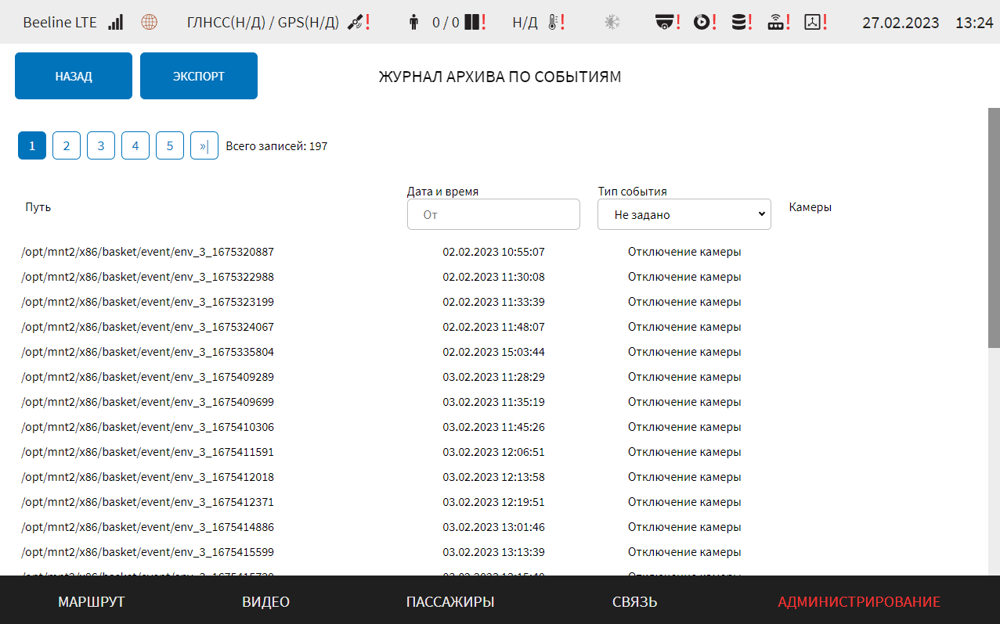 Beeline LTE ГЛНСС(Н/Д) / GPS(Н/Д) ! 0 / 0 ! Н/Д ! ! ! ! ! ! 27.02.2023 13:24
НАЗАД ЭКСПОРТ ЖУРНАЛ АРХИВА ПО СОБЫТИЯМ
1 2 3 4 5 »| Всего записей: 197
Дата и время Тип события
Путь От Не задано Камеры
/opt/mnt2/x86/basket/event/env_3_1675320887 02.02.2023 10:55:07 Отключение камеры
/opt/mnt2/x86/basket/event/env_3_1675322988 02.02.2023 11:30:08 Отключение камеры
/opt/mnt2/x86/basket/event/env_3_1675323199 02.02.2023 11:33:39 Отключение камеры
/opt/mnt2/x86/basket/event/env_3_1675324067 02.02.2023 11:48:07 Отключение камеры
/opt/mnt2/x86/basket/event/env_3_1675335804 02.02.2023 15:03:44 Отключение камеры
/opt/mnt2/x86/basket/event/env_3_1675409289 03.02.2023 11:28:29 Отключение камеры
/opt/mnt2/x86/basket/event/env_3_1675409699 03.02.2023 11:35:19 Отключение камеры
/opt/mnt2/x86/basket/event/env_3_1675410306 03.02.2023 11:45:26 Отключение камеры
/opt/mnt2/x86/basket/event/env_3_1675411591 03.02.2023 12:06:51 Отключение камеры
/opt/mnt2/x86/basket/event/env_3_1675412018 03.02.2023 12:13:58 Отключение камеры
/opt/mnt2/x86/basket/event/env_3_1675412371 03.02.2023 12:19:51 Отключение камеры
/opt/mnt2/x86/basket/event/env_3_1675414886 03.02.2023 13:01:46 Отключение камеры
/opt/mnt2/x86/basket/event/env_3_1675415599 03.02.2023 13:13:39 Отключение камеры
МАРШРУТ ВИДЕО ПАССАЖИРЫ СВЯЗЬ АДМИНИСТРИРОВАНИЕ